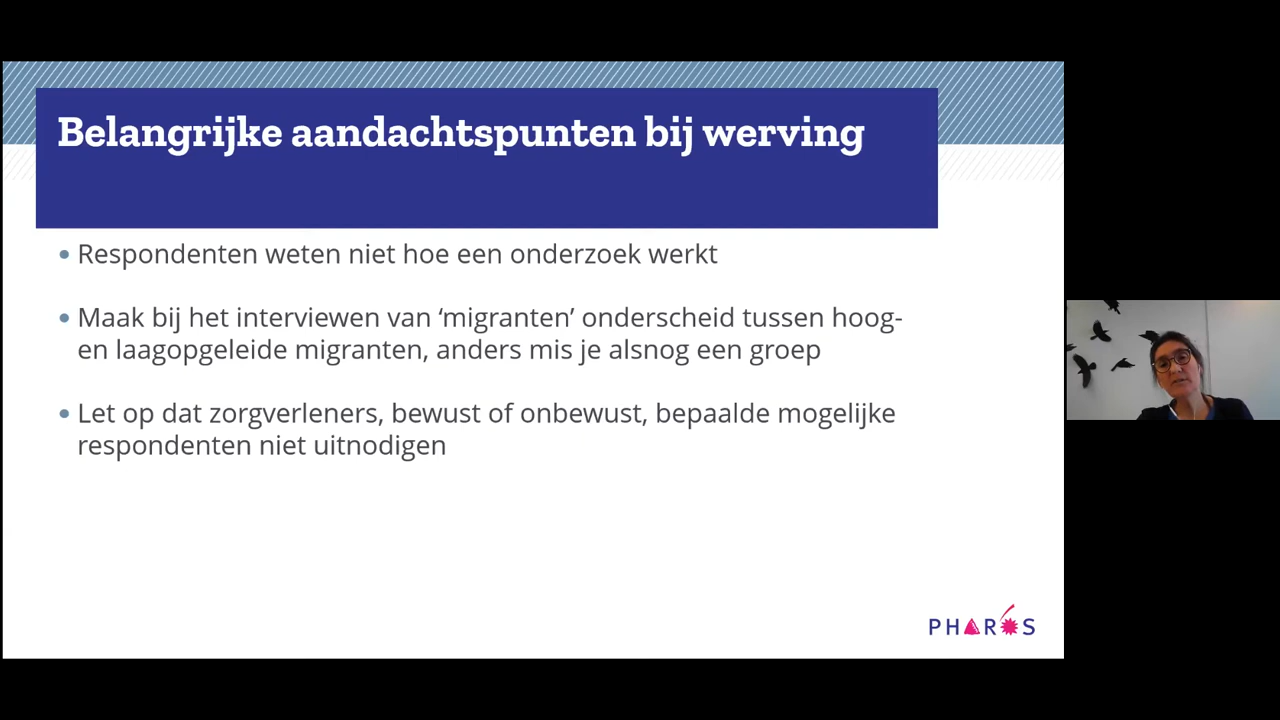 Belangrijke aandachtspunten bij werving
• Respondenten weten niet hoe een onderzoek werkt
• Maak bij het interviewen van ‘migranten’ onderscheid tussen hoog-
en laagopgeleide migranten, anders mis je alsnog een groep
• Let op dat zorgverleners, bewust of onbewust, bepaalde mogelijke
respondenten niet uitnodigen
PHAROS